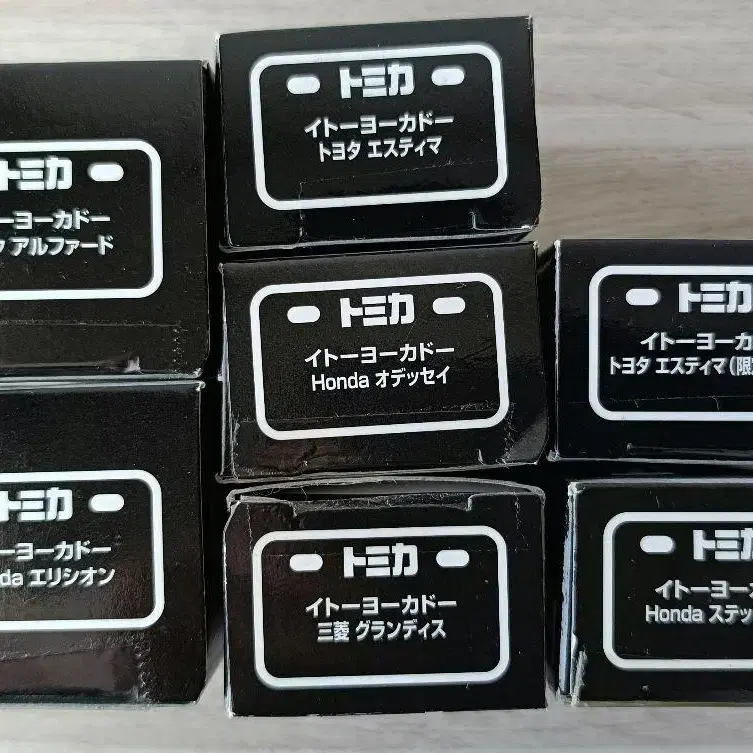 トミカ
ーヨーカドー
アルファード
トミカ
ーヨーカドー
da エリシオン
トミカ
イトーヨーカドー
トヨタ エスティマ
トミカ
イトーヨーカドー
Honda オデッセイ
トミカ
イトーヨーカドー
三菱 グランディス
トミカ
イトーヨーカ
トヨタ エスティマ(限
トミカ
イトーヨー
Honda ステッ